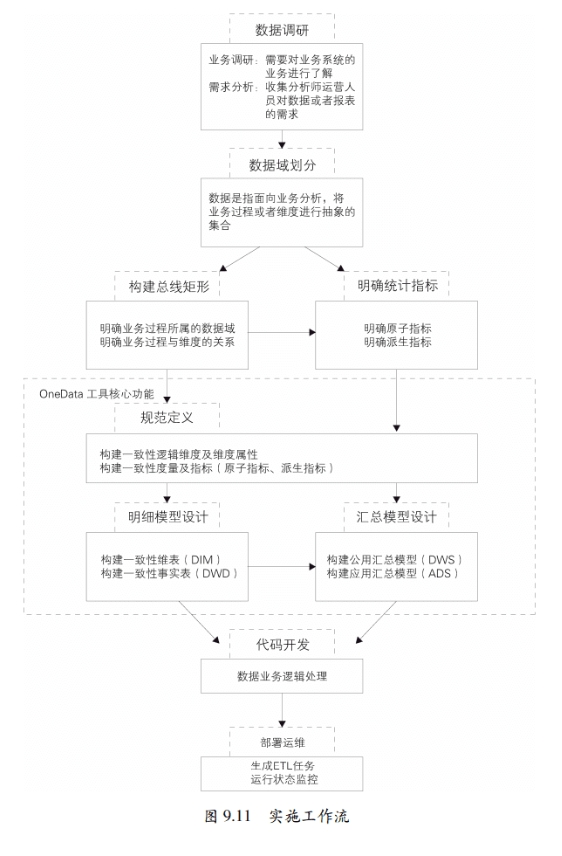 数据调研
业务调研：需要对业务系统的
业务进行了解
需求分析：收集分析师运营人
员对数据或者报表
的需求
数据域划分
数据是指面向业务分析，将
业务过程或者维度进行抽象的
集合
构建总线矩形
明确业务过程所属的数据域
明确业务过程与维度的关系
明确统计指标
明确原子指标
明确派生指标
OneData 工具核心功能
规范定义
构建一致性逻辑维度及维度属性
构建一致性度量及指标（原子指标、派生指标）
明细模型设计
构建一致性维表（DIM）
构建一致性事实表（DWD）
汇总模型设计
构建公用汇总模型（DWS）
构建应用汇总模型（ADS）
代码开发
数据业务逻辑处理
部署运维
生成ETL任务
运行状态监控
图 9.11 实施工作流